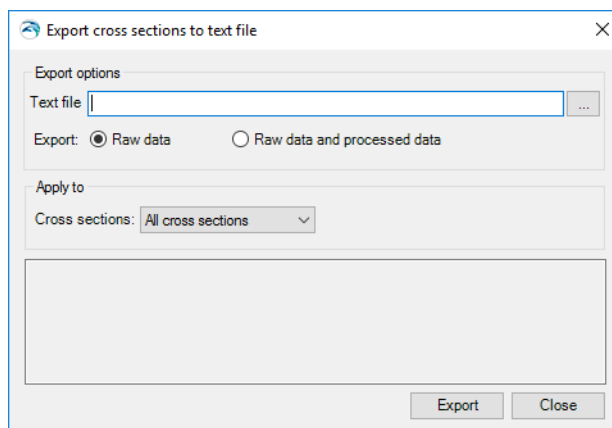 Export cross sections to text file
Export options
Text file
...
Export: Raw data Raw data and processed data
Apply to
Cross sections: All cross sections
Export Close